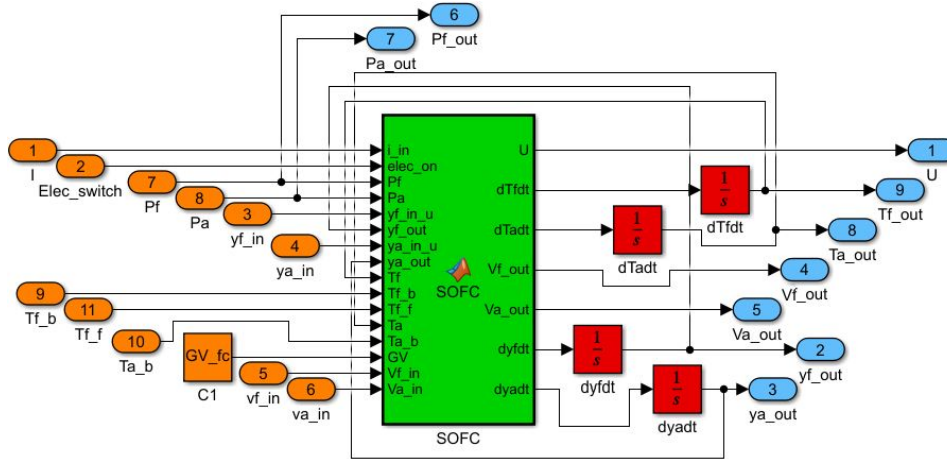 6
Pf_out
7
Pa_out
1
I
2
Elec_switch
7
Pf
8
Pa
3
yf_in
4
ya_in
9
Tf_b
11
Tf_f
10
Ta_b
GV_fc
C1
5
vf_in
6
va_in
i_in
elec_on
Pf
Pa
yf_in_u
yf_out
ya_in_u
ya_out
Tf
Tf_b
Tf_f
Ta
Ta_b
GV
Vf_in
Va_in
SOFC
U
dTfdt
dTadt
Vf_out
Va_out
dyfdt
dyadt
SOFC
1
s
dTfdt
1
s
dTadt
1
s
dyfdt
1
s
dyadt
1
U
9
Tf_out
8
Ta_out
4
Vf_out
5
Va_out
2
yf_out
3
ya_out